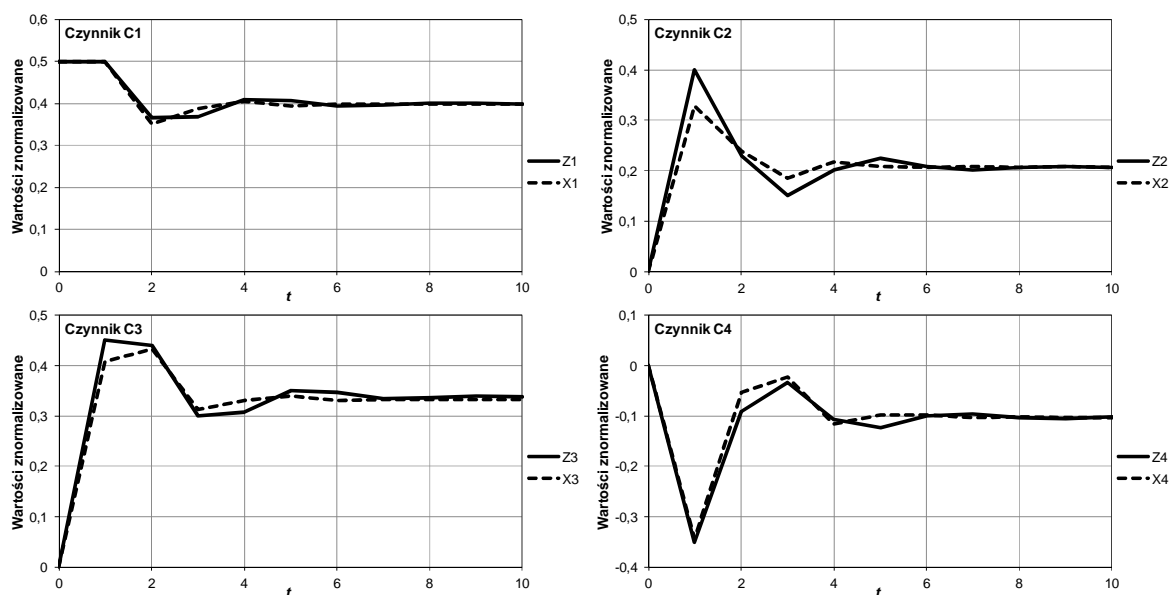 Czynnik C1
Wartości znormalizowane
0,6
0,5
0,4
0,3
0,2
0,1
0
0 2 4 6 8 10
t
Z1
X1
Czynnik C2
Wartości znormalizowane
0,5
0,4
0,3
0,2
0,1
0
0 2 4 6 8 10
t
Z2
X2
Czynnik C3
Wartości znormalizowane
0,5
0,4
0,3
0,2
0,1
0
0 2 4 6 8 10
t
Z3
X3
Czynnik C4
Wartości znormalizowane
0,1
0
-0,1
-0,2
-0,3
-0,4
0 2 4 6 8 10
t
Z4
X4